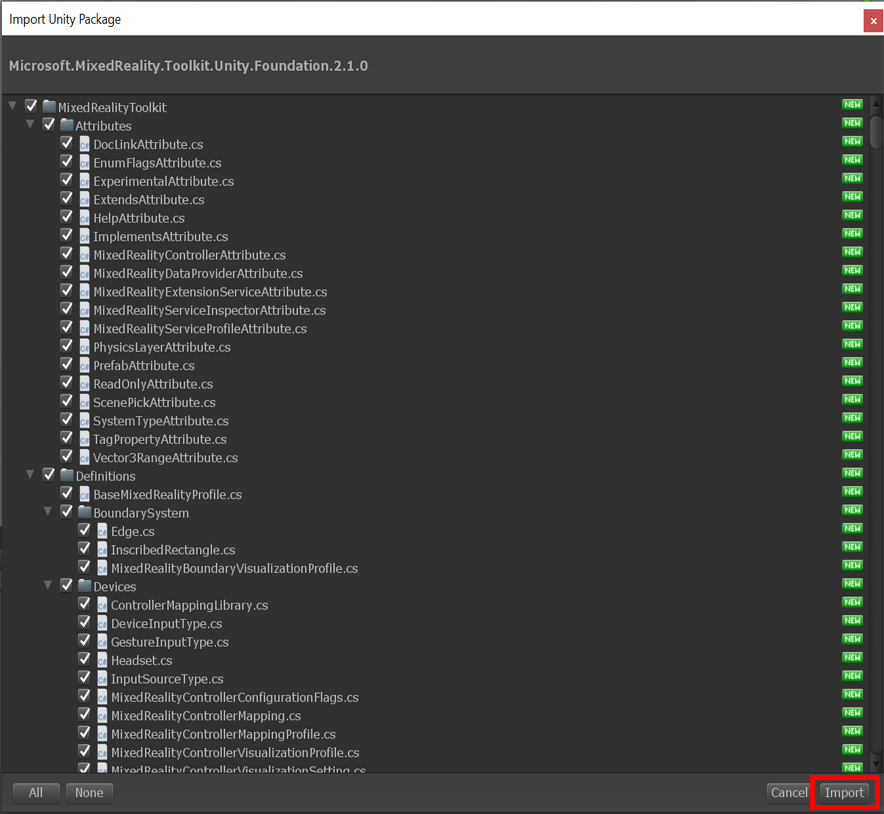 Import Unity Package
x
Microsoft.MixedReality.Toolkit.Unity.Foundation.2.1.0
MixedRealityToolkit NEW
Attributes NEW
C# DocLinkAttribute.cs NEW
C# EnumFlagsAttribute.cs NEW
C# ExperimentalAttribute.cs NEW
C# ExtendsAttribute.cs NEW
C# HelpAttribute.cs NEW
C# ImplementsAttribute.cs NEW
C# MixedRealityControllerAttribute.cs NEW
C# MixedRealityDataProviderAttribute.cs NEW
C# MixedRealityExtensionServiceAttribute.cs NEW
C# MixedRealityServiceInspectorAttribute.cs NEW
C# MixedRealityServiceProfileAttribute.cs NEW
C# PhysicsLayerAttribute.cs NEW
C# PrefabAttribute.cs NEW
C# ReadOnlyAttribute.cs NEW
C# ScenePickAttribute.cs NEW
C# SystemTypeAttribute.cs NEW
C# TagPropertyAttribute.cs NEW
C# Vector3RangeAttribute.cs NEW
Definitions NEW
C# BaseMixedRealityProfile.cs NEW
BoundarySystem NEW
C# Edge.cs NEW
C# InscribedRectangle.cs NEW
C# MixedRealityBoundaryVisualizationProfile.cs NEW
Devices NEW
C# ControllerMappingLibrary.cs NEW
C# DeviceInputType.cs NEW
C# GestureInputType.cs NEW
C# Headset.cs NEW
C# InputSourceType.cs NEW
C# MixedRealityControllerConfigurationFlags.cs NEW
C# MixedRealityControllerMapping.cs NEW
C# MixedRealityControllerMappingProfile.cs NEW
C# MixedRealityControllerVisualizationProfile.cs NEW
MixedRealityControllerVisualizationSetting.cs NEW
All None Cancel Import